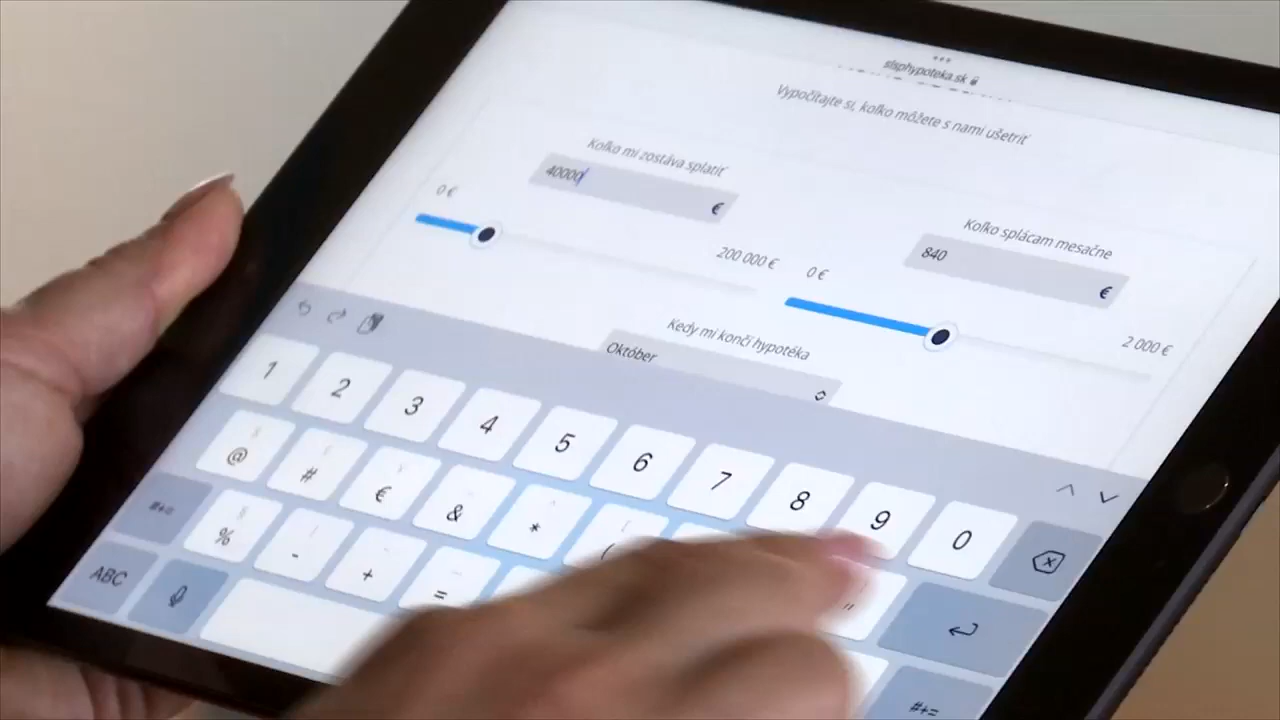 slsphypoteka.sk
Vypočítajte si, koľko môžete s nami ušetriť
Koľko mi zostáva splatiť
40000
€
0 €
200 000 €
Koľko splácam mesačne
840
€
0 €
2 000 €
Kedy mi končí hypotéka
Október
1 2 3 4 5 6 7 8 9 0
@ # € & * (
#+=
% - + = "
ABC
#+=